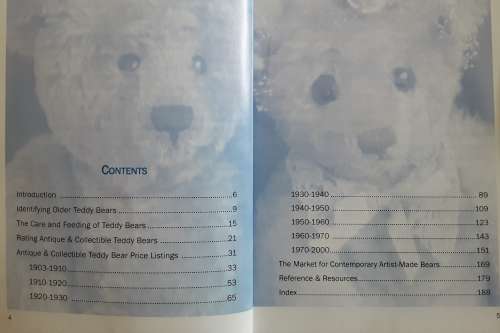 CONTENTS
Introduction 6
Identifying Older Teddy Bears 9
The Care and Feeding of Teddy Bears 15
Rating Antique & Collectible Teddy Bears 21
Antique & Collectible Teddy Bear Price Listings 31
1903-1910 33
1910-1920 53
1920-1930 65
4
1930-1940 89
1940-1950 109
1950-1960 123
1960-1970 143
1970-2000 151
The Market for Contemporary Artist-Made Bears 169
Reference & Resources 179
Index 188
5